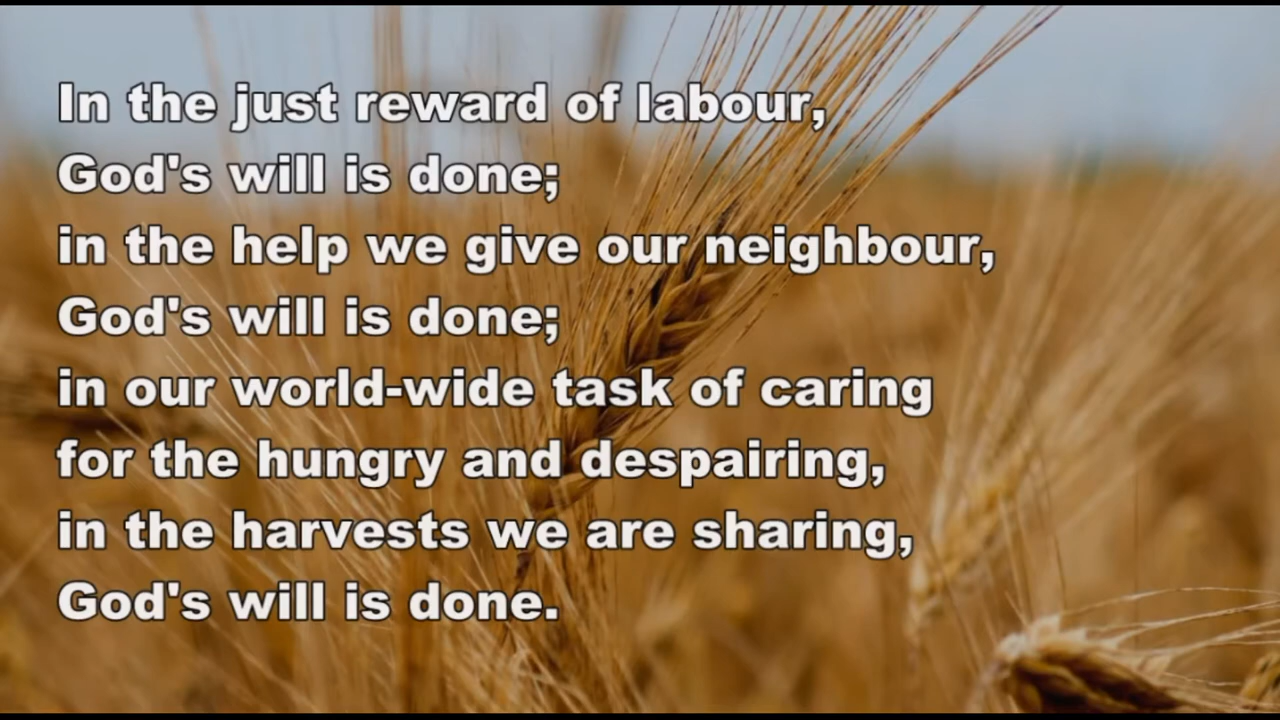 In the just reward of labour,
God's will is done;
in the help we give our neighbour,
God's will is done;
in our world-wide task of caring
for the hungry and despairing,
in the harvests we are sharing,
God's will is done.